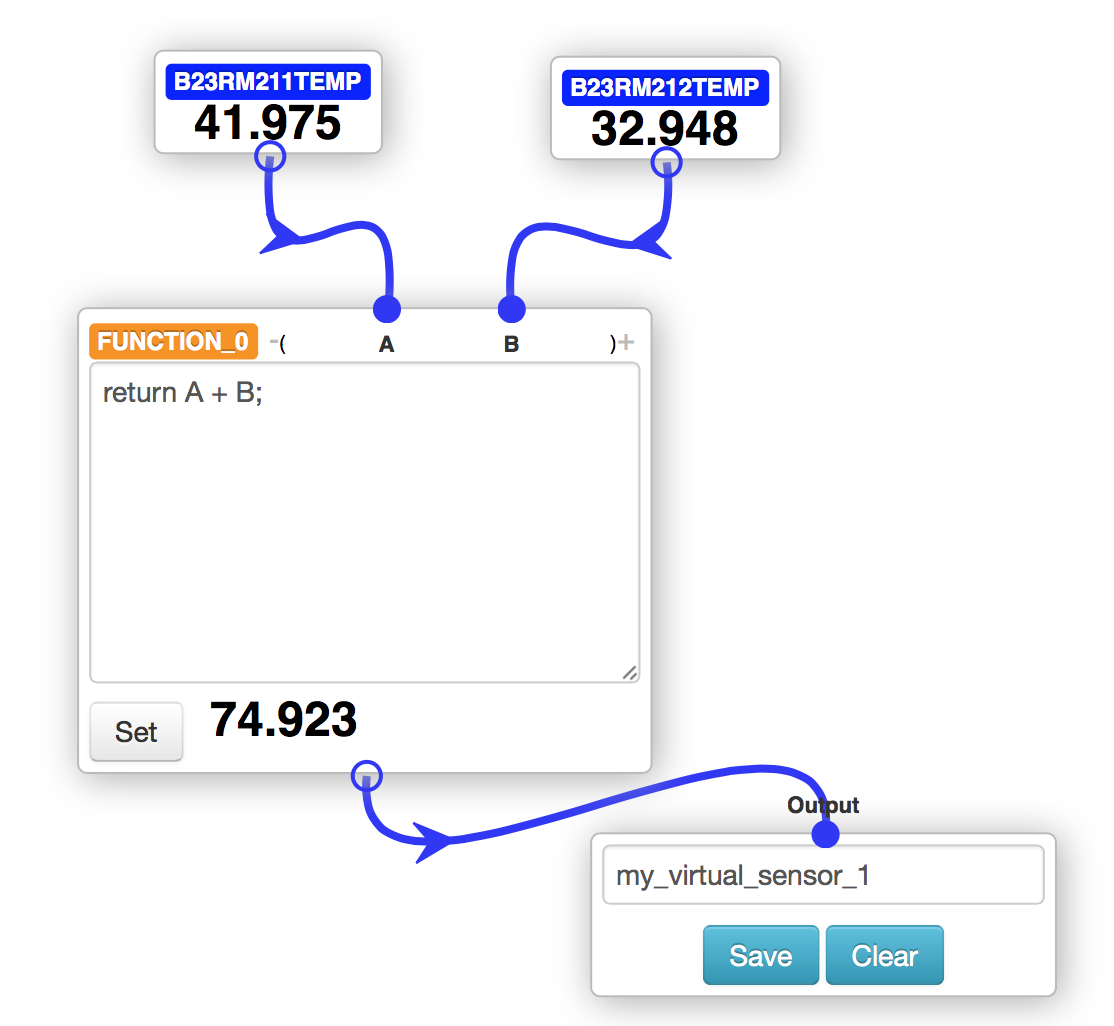 B23RM211TEMP
41.975
B23RM212TEMP
32.948
FUNCTION_0 -( A B )+
return A + B;
Set 74.923
Output
my_virtual_sensor_1
Save Clear